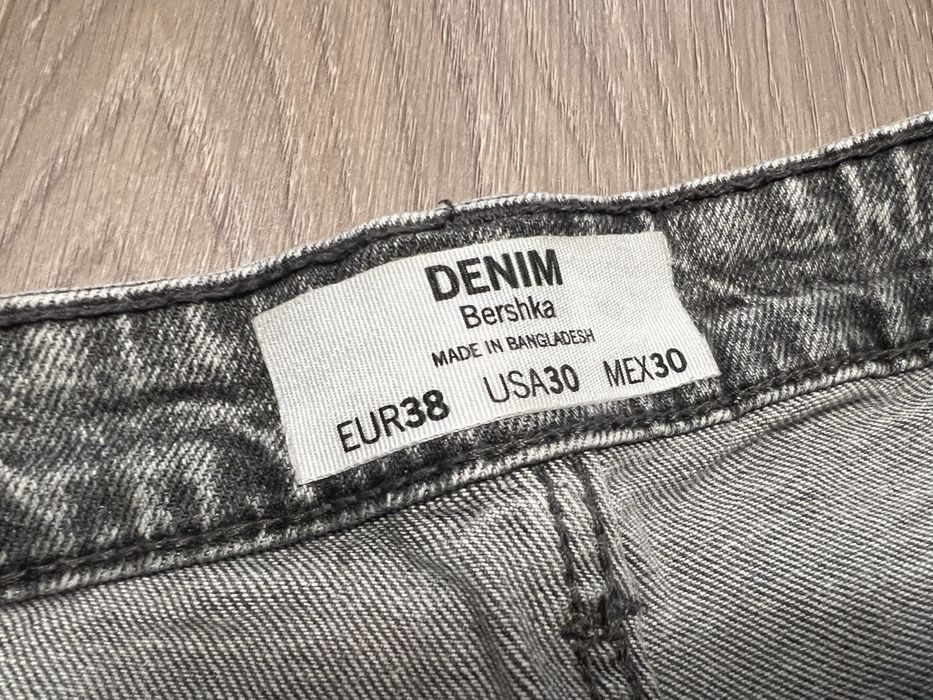 DENIM
Bershka
MADE IN BANGLADESH
EUR38 USA30 MEX30